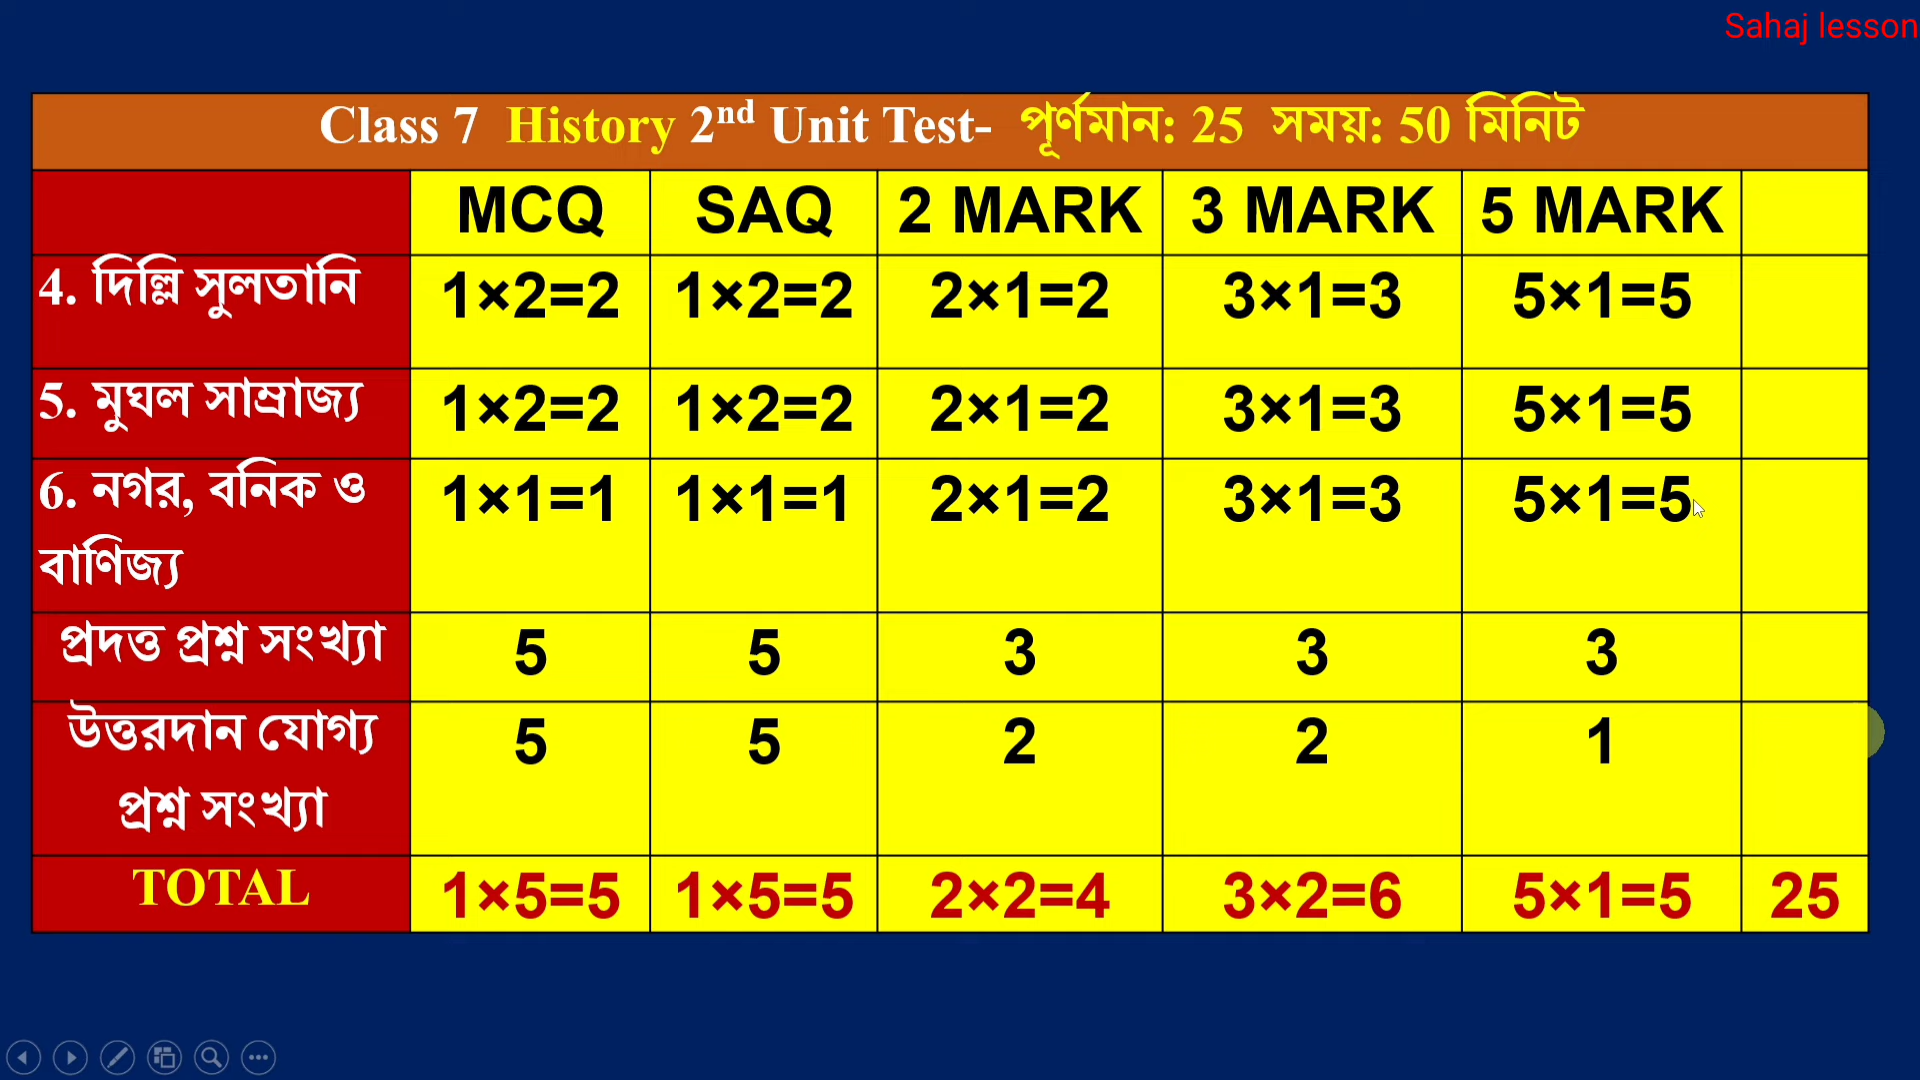 Sahaj lesson
Class 7 History 2nd Unit Test- পূর্ণমান: 25 সময়: 50 মিনিট
MCQ SAQ 2 MARK 3 MARK 5 MARK
4. দিল্লি সুলতানি 1×2=2 1×2=2 2×1=2 3×1=3 5×1=5
5. মুঘল সাম্রাজ্য 1×2=2 1×2=2 2×1=2 3×1=3 5×1=5
6. নগর, বনিক ও 1×1=1 1×1=1 2×1=2 3×1=3 5×1=5
বাণিজ্য
প্রদত্ত প্রশ্ন সংখ্যা 5 5 3 3 3
উত্তরদান যোগ্য 5 5 2 2 1
প্রশ্ন সংখ্যা
TOTAL 1×5=5 1×5=5 2×2=4 3×2=6 5×1=5 25